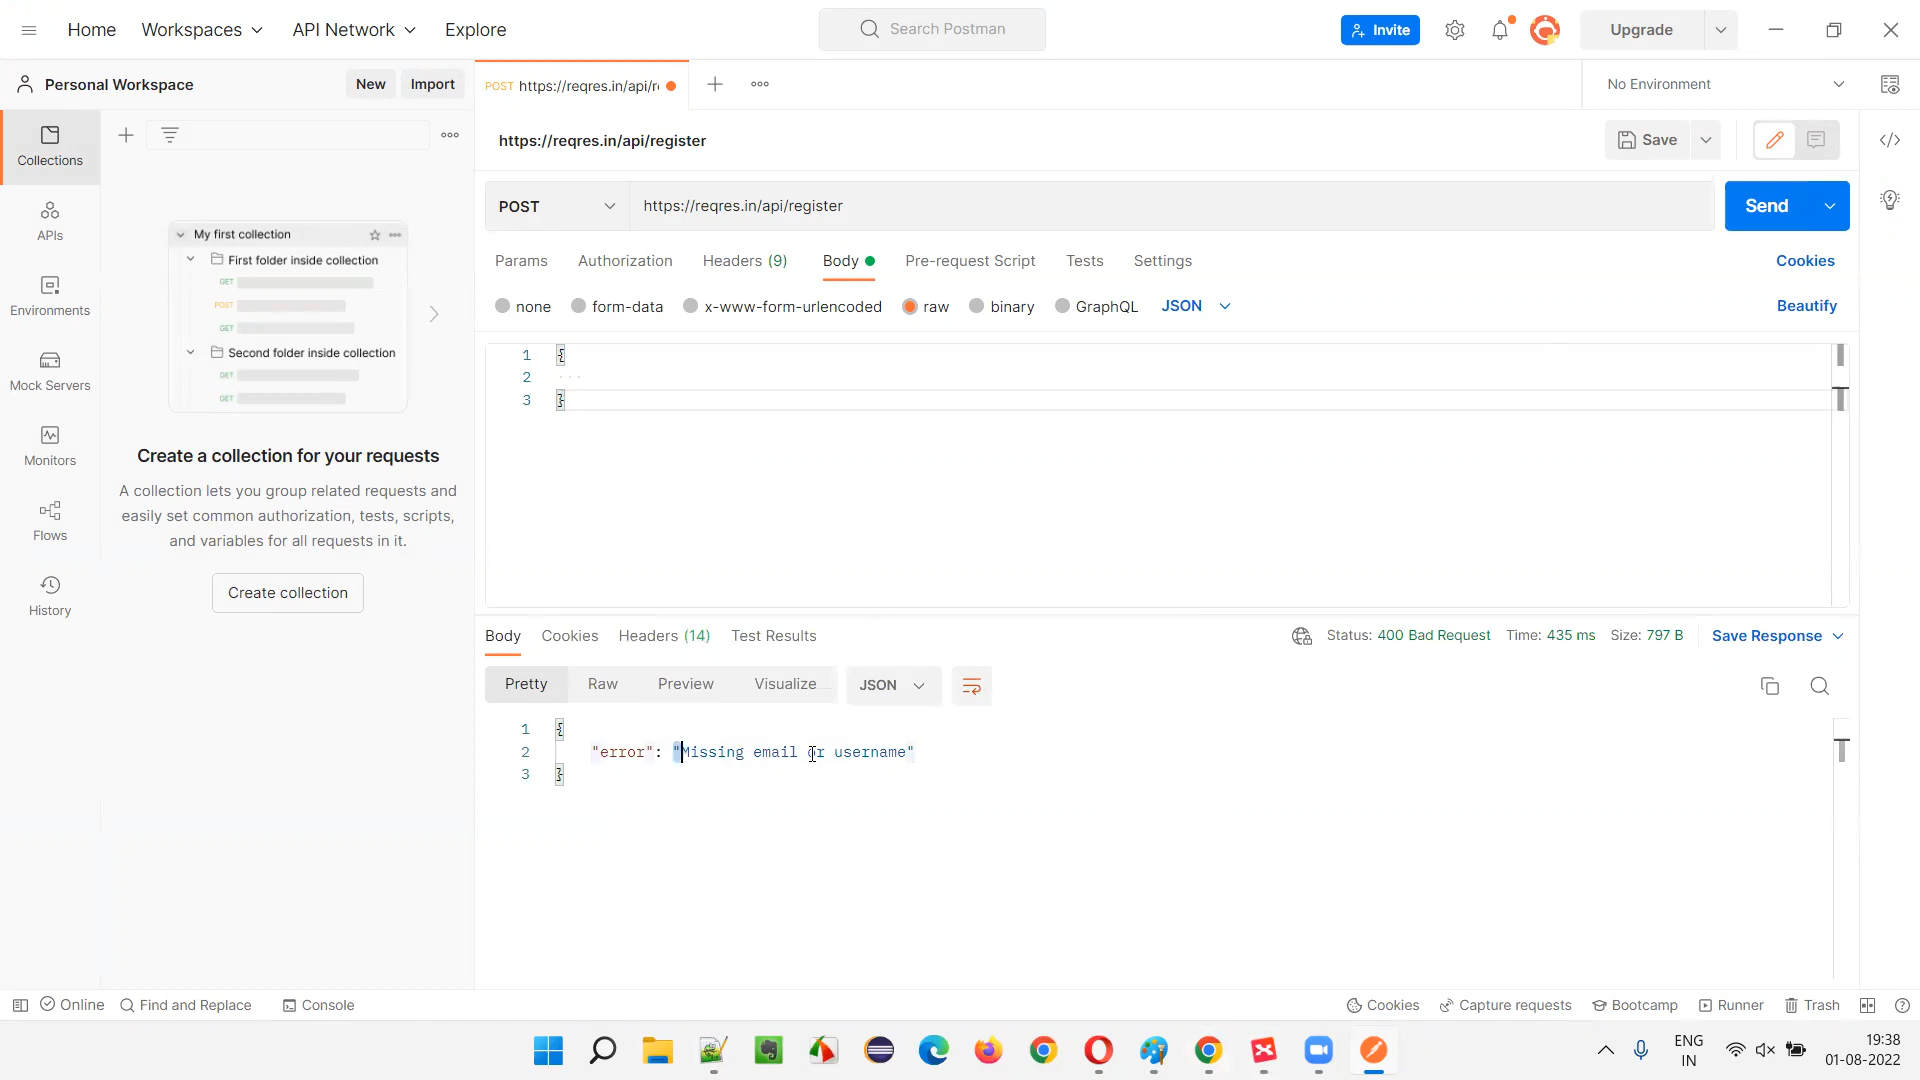 Home Workspaces API Network Explore Search Postman Invite Upgrade
Personal Workspace New Import POST https://reqres.in/api/r No Environment
https://reqres.in/api/register Save
Collections
APIs
Environments
Mock Servers
Monitors
Flows
History
My first collection
First folder inside collection
GET
POST
GET
Second folder inside collection
GET
GET
Create a collection for your requests
A collection lets you group related requests and
easily set common authorization, tests, scripts,
and variables for all requests in it.
Create collection
POST https://reqres.in/api/register Send
Params Authorization Headers (9) Body Pre-request Script Tests Settings Cookies
none form-data x-www-form-urlencoded raw binary GraphQL JSON Beautify
1 {
2 ...
3 }
Body Cookies Headers (14) Test Results Status: 400 Bad Request Time: 435 ms Size: 797 B Save Response
Pretty Raw Preview Visualize JSON
1 {
2 "error": "Missing email or username"
3 }
Online Find and Replace Console Cookies Capture requests Bootcamp Runner Trash
ENG
IN
19:38
01-08-2022